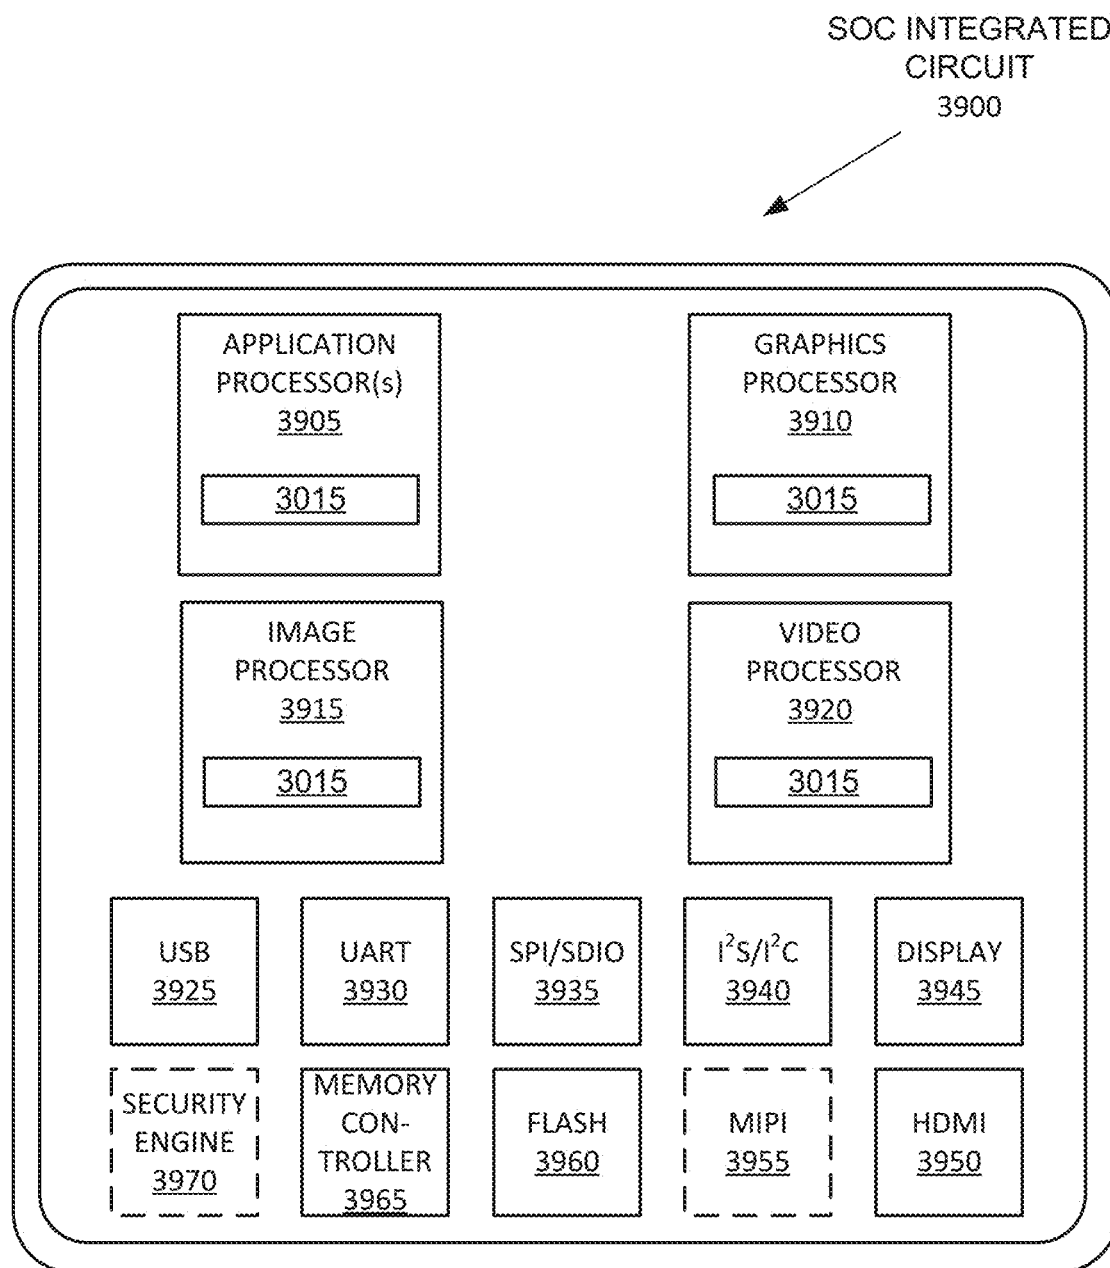 SOC INTEGRATED
CIRCUIT
3900
APPLICATION
PROCESSOR(s)
3905
3015
GRAPHICS
PROCESSOR
3910
3015
IMAGE
PROCESSOR
3915
3015
VIDEO
PROCESSOR
3920
3015
USB
3925
UART
3930
SPI/SDIO
3935
I²S/I²C
3940
DISPLAY
3945
SECURITY
ENGINE
3970
MEMORY
CON-
TROLLER
3965
FLASH
3960
MIPI
3955
HDMI
3950